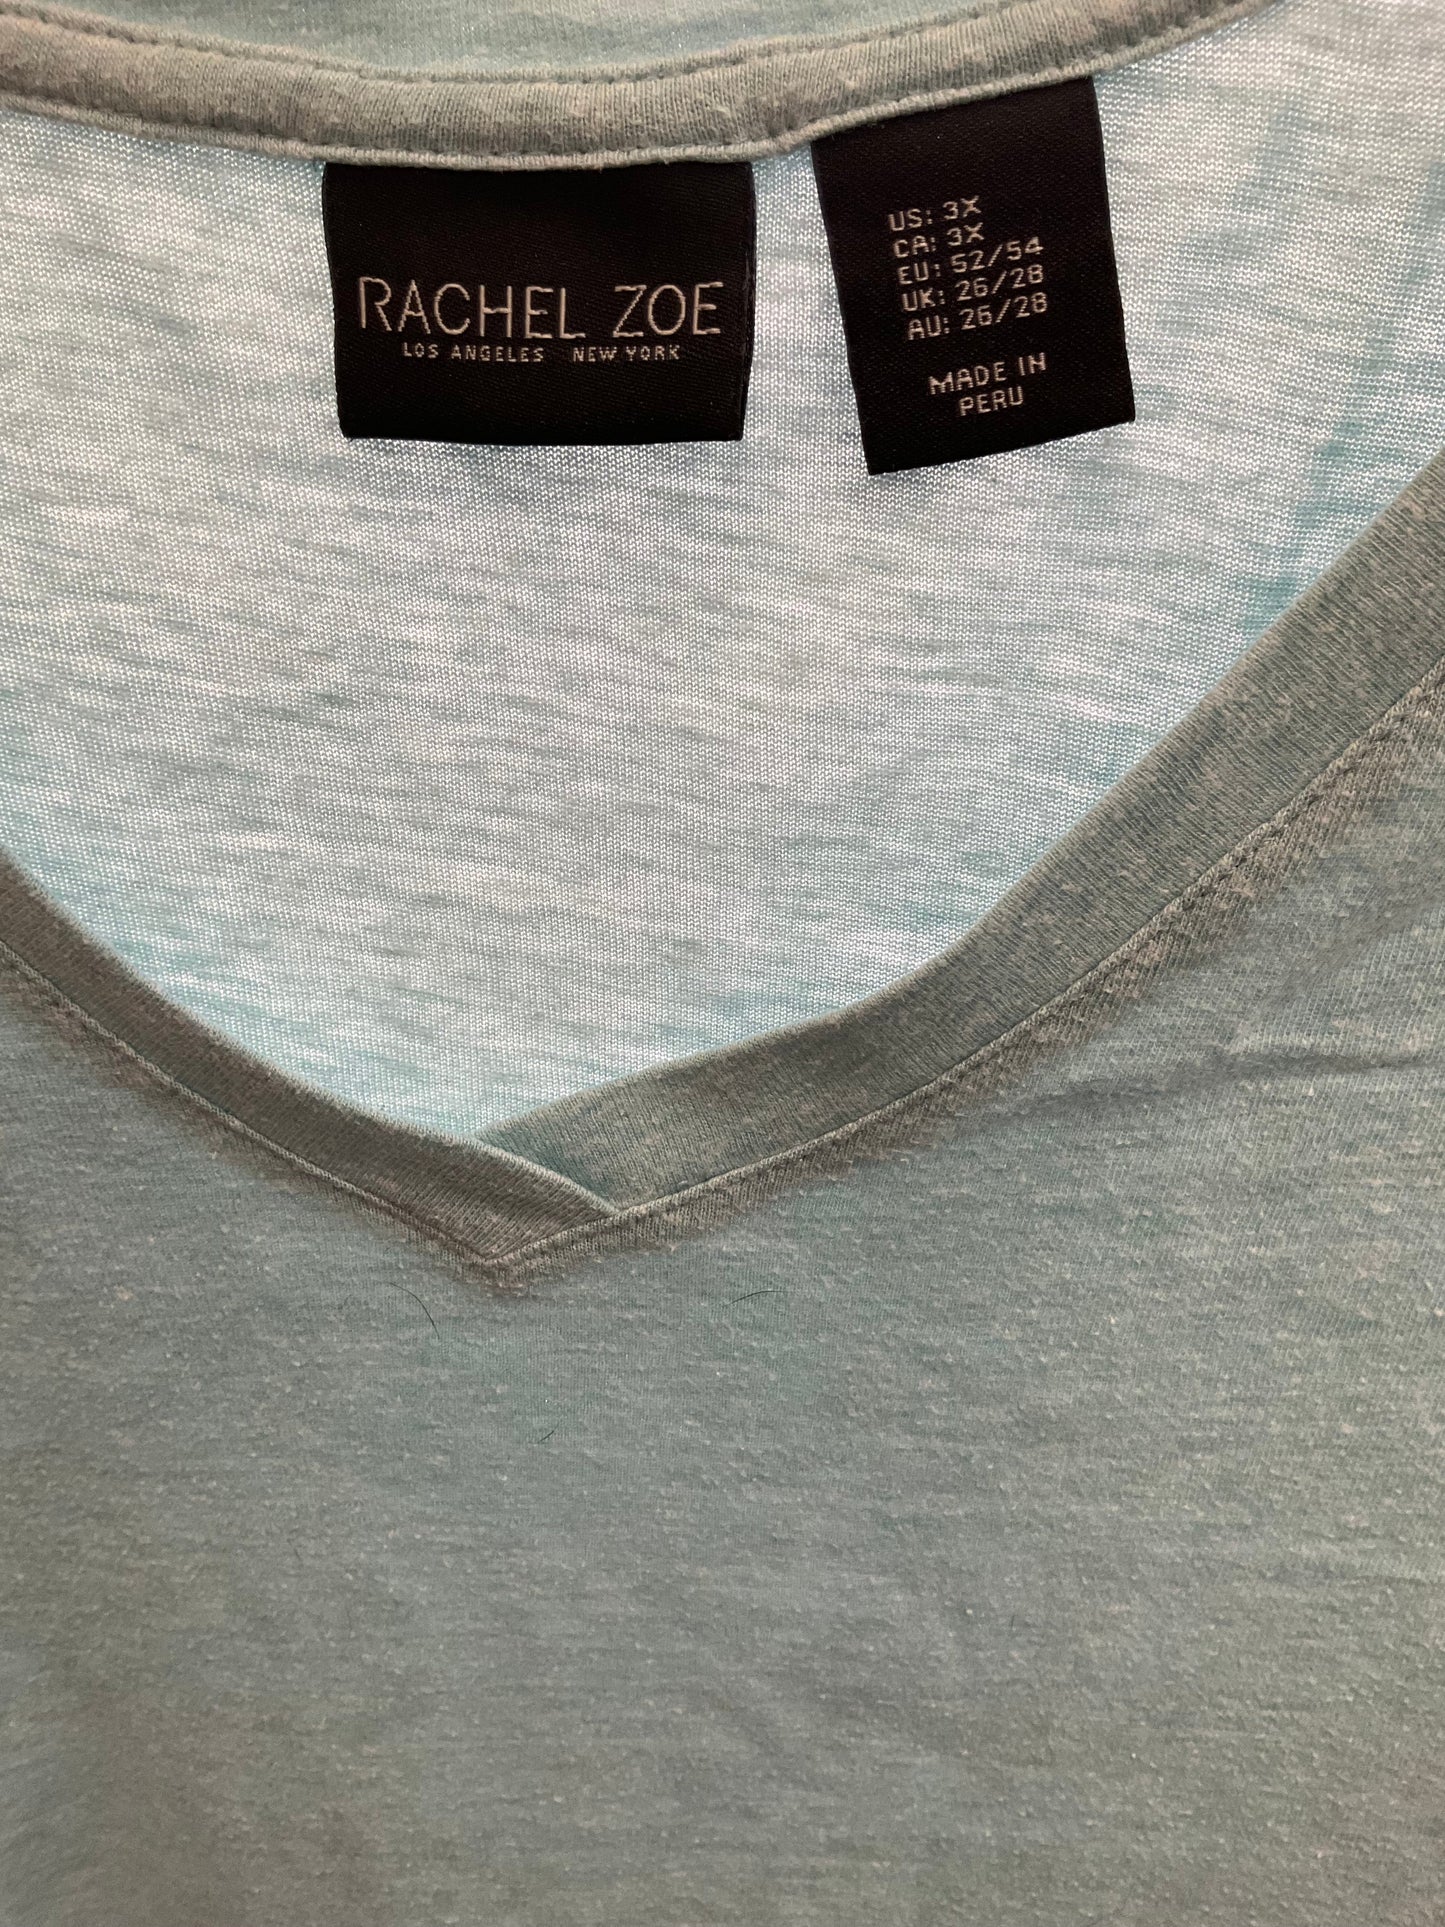 RACHEL ZOE
LOS ANGELES NEW YORK
US: 3X
CA: 3X
EU: 52/54
UK: 26/28
AU: 26/28
MADE IN
PERU